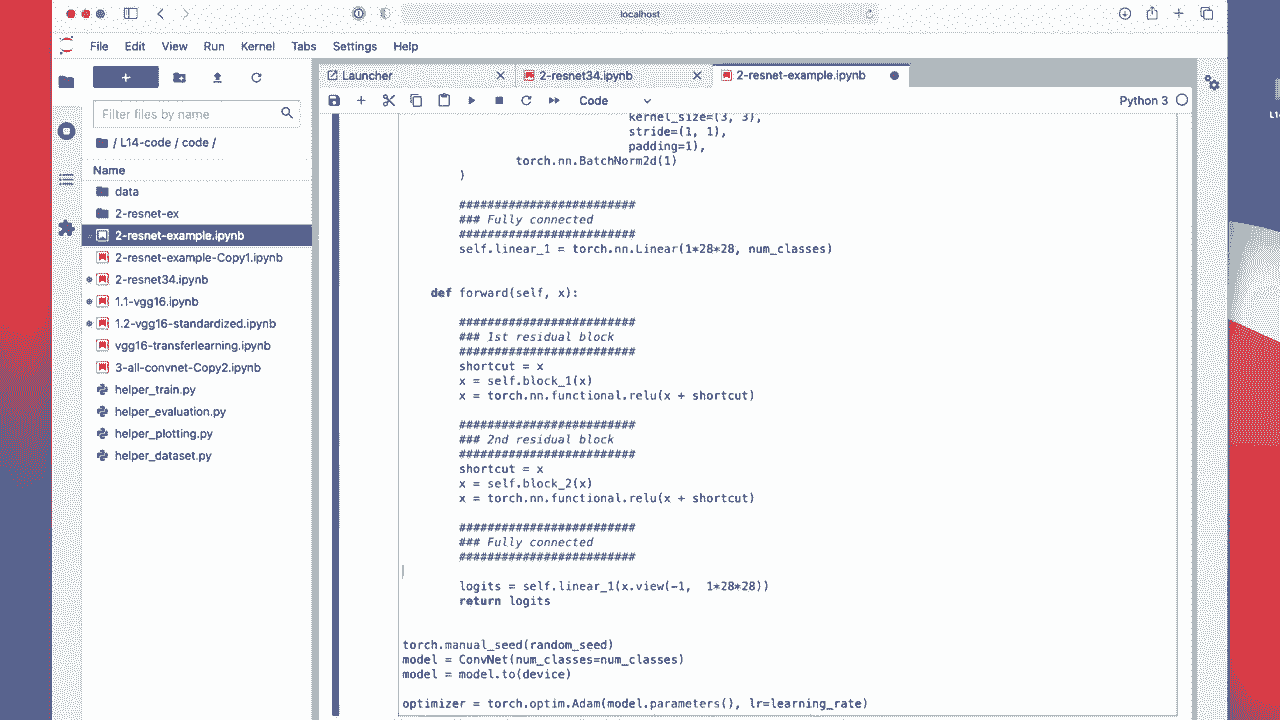 localhost
File Edit View Run Kernel Tabs Settings Help
Launcher
2-resnet34.ipynb
2-resnet-example.ipynb
Code
Python 3
Filter files by name
/ L14-code / code /
Name
data
2-resnet-ex
2-resnet-example.ipynb
2-resnet-example-Copy1.ipynb
2-resnet34.ipynb
1.1-vgg16.ipynb
1.2-vgg16-standardized.ipynb
vgg16-transferlearning.ipynb
3-all-convnet-Copy2.ipynb
helper_train.py
helper_evaluation.py
helper_plotting.py
helper_dataset.py
kernel_size=(3, 3),
stride=(1, 1),
padding=1),
torch.nn.BatchNorm2d(1)
)
#########################
### Fully connected
#########################
self.linear_1 = torch.nn.Linear(1*28*28, num_classes)
def forward(self, x):
#########################
### 1st residual block
#########################
shortcut = x
x = self.block_1(x)
x = torch.nn.functional.relu(x + shortcut)
#########################
### 2nd residual block
#########################
shortcut = x
x = self.block_2(x)
x = torch.nn.functional.relu(x + shortcut)
#########################
### Fully connected
#########################
logits = self.linear_1(x.view(-1,  1*28*28))
return logits
torch.manual_seed(random_seed)
model = ConvNet(num_classes=num_classes)
model = model.to(device)
optimizer = torch.optim.Adam(model.parameters(), lr=learning_rate)